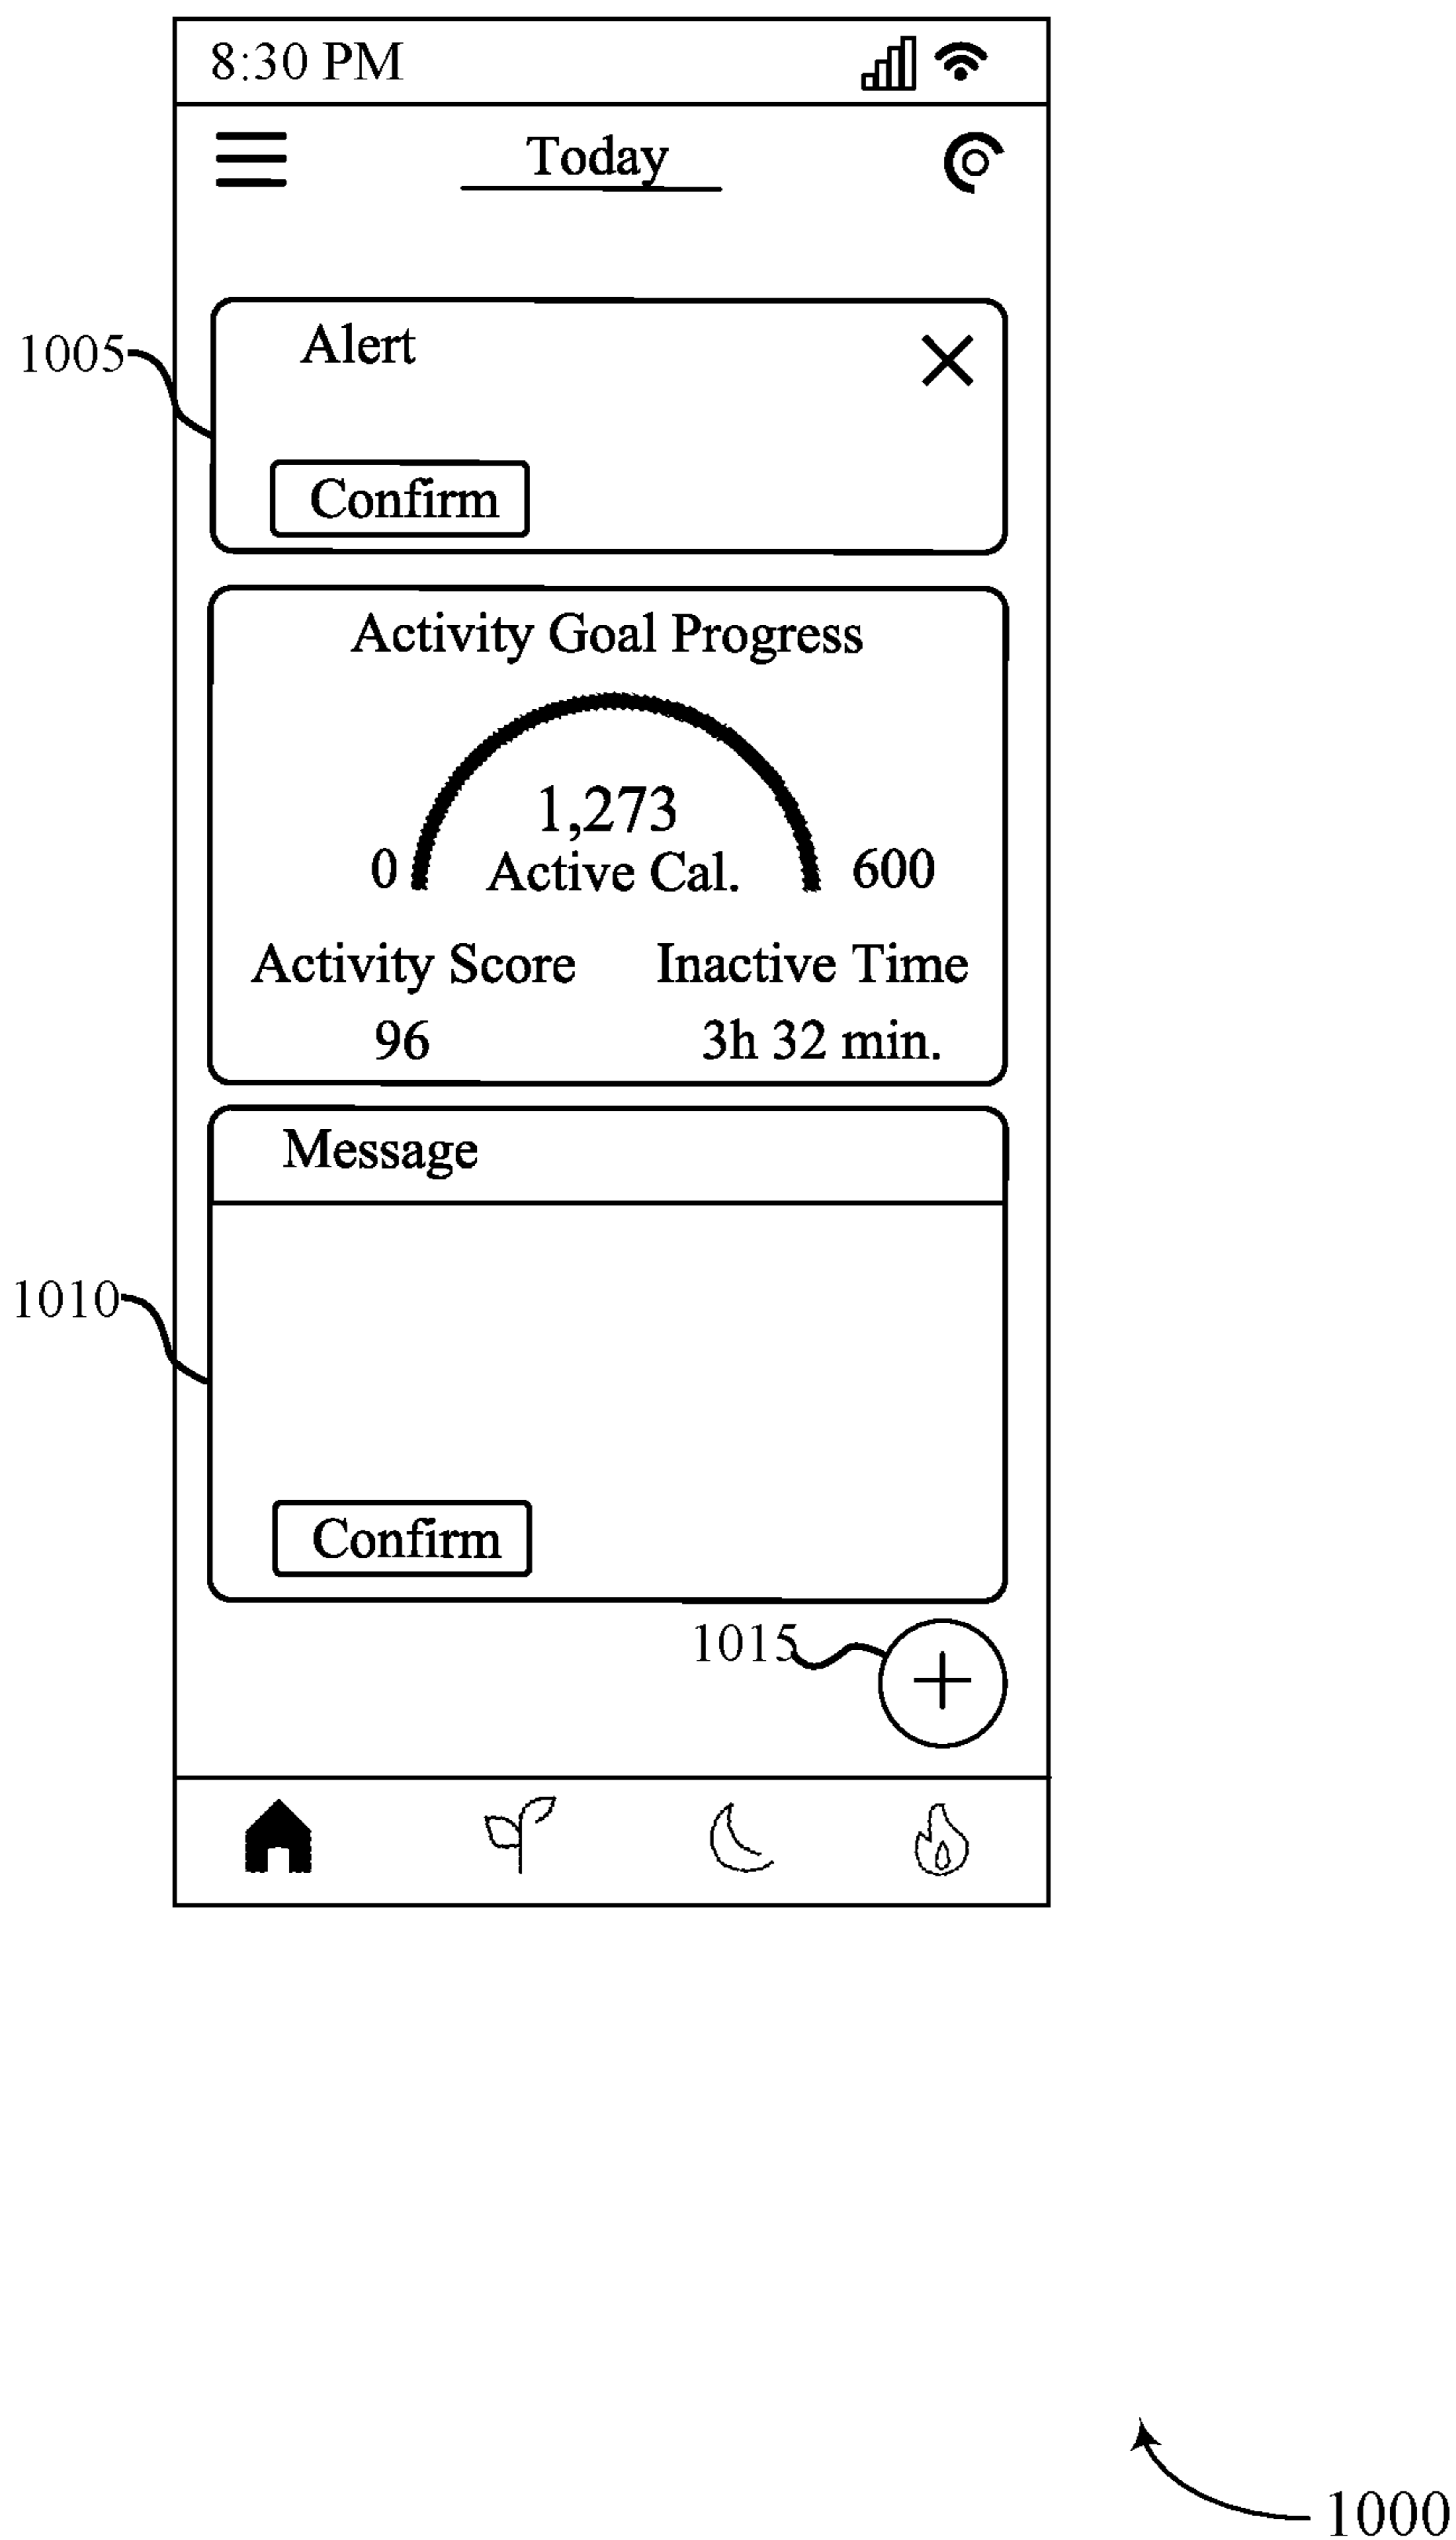 8:30 PM
Today
1005
Alert
Confirm
Activity Goal Progress
1,273
0 Active Cal. 600
Activity Score Inactive Time
96 3h 32 min.
Message
1010
Confirm
1015
1000